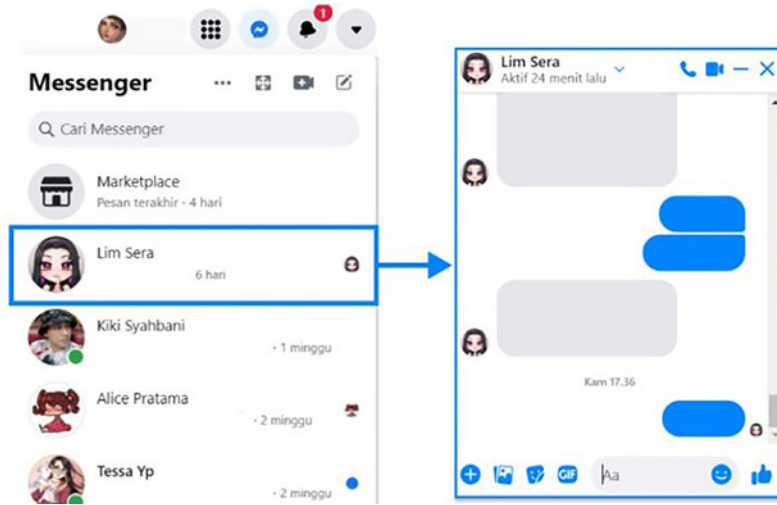 1
Messenger
Cari Messenger
Marketplace
Pesan terakhir · 4 hari
Lim Sera
6 hari
Kiki Syahbani
· 1 minggu
Alice Pratama
· 2 minggu
Tessa Yp
· 2 minggu
Lim Sera
Aktif 24 menit lalu
Kam 17.36
GIF
Aa